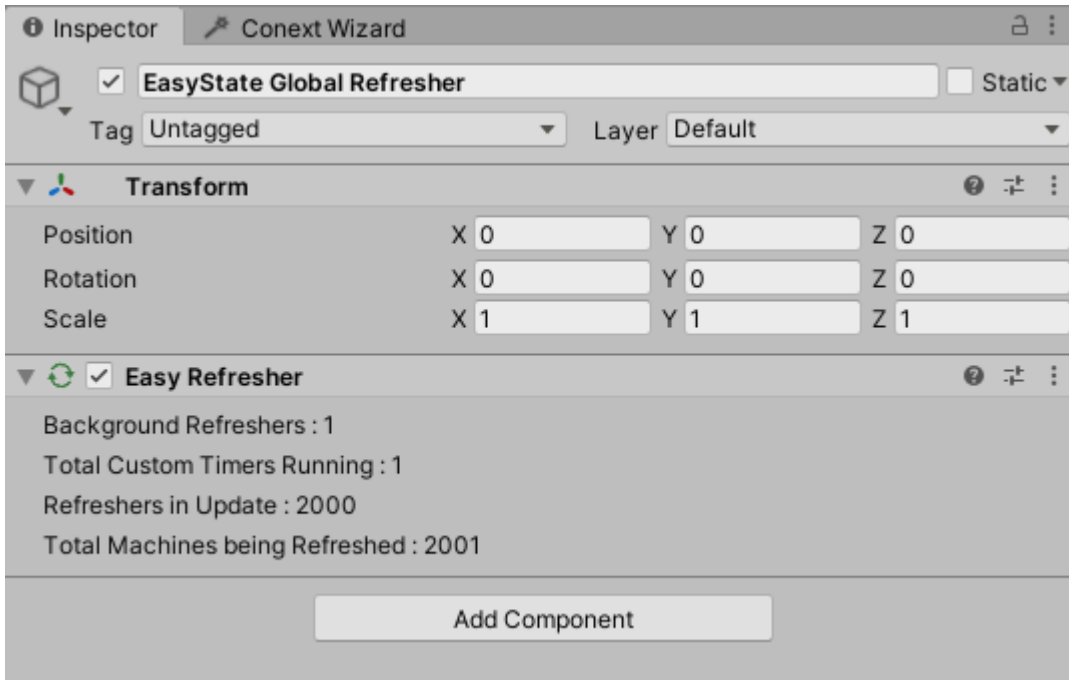 Inspector Conext Wizard
EasyState Global Refresher Static
Tag Untagged Layer Default
Transform
Position X 0 Y 0 Z 0
Rotation X 0 Y 0 Z 0
Scale X 1 Y 1 Z 1
Easy Refresher
Background Refreshers : 1
Total Custom Timers Running : 1
Refreshers in Update : 2000
Total Machines being Refreshed : 2001
Add Component